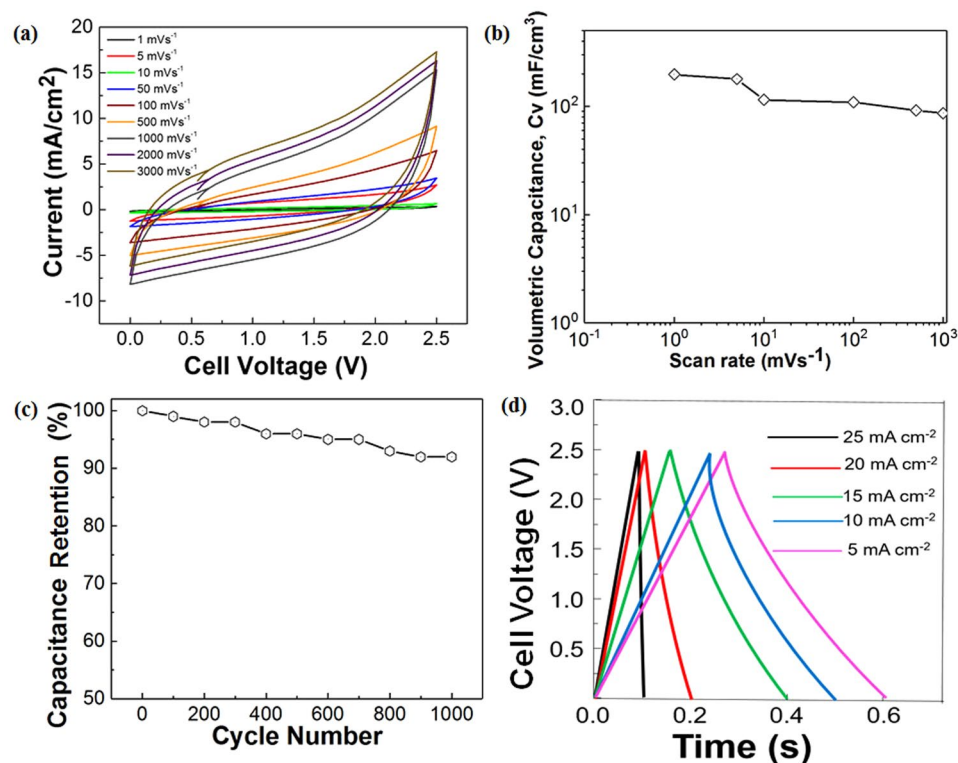 (a)
20
15
10
5
0
-5
-10
Current (mA/cm²)
1 mVs⁻¹
5 mVs⁻¹
10 mVs⁻¹
50 mVs⁻¹
100 mVs⁻¹
500 mVs⁻¹
1000 mVs⁻¹
2000 mVs⁻¹
3000 mVs⁻¹
0.0 0.5 1.0 1.5 2.0 2.5
Cell Voltage (V)
(b)
Volumetric Capacitance, Cv (mF/cm³)
10²
10¹
10⁰
10⁻¹ 10⁰ 10¹ 10² 10³
Scan rate (mVs⁻¹)
(c)
Capacitance Retention (%)
100
90
80
70
60
50
0 200 400 600 800 1000
Cycle Number
(d)
Cell Voltage (V)
3.0
2.5
2.0
1.5
1.0
0.5
25 mA cm⁻²
20 mA cm⁻²
15 mA cm⁻²
10 mA cm⁻²
5 mA cm⁻²
0.0 0.2 0.4 0.6
Time (s)